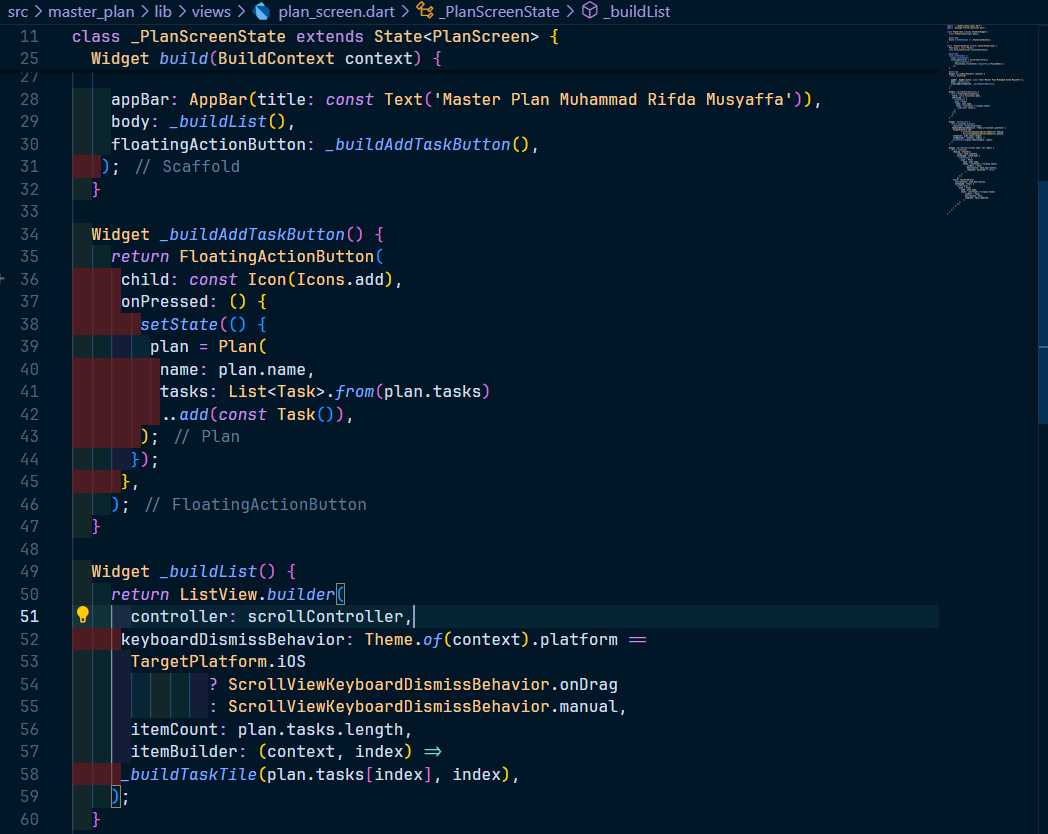 src > master_plan > lib > views > plan_screen.dart > _PlanScreenState > _buildList
11 class _PlanScreenState extends State<PlanScreen> {
25   Widget build(BuildContext context) {
27
28     appBar: AppBar(title: const Text('Master Plan Muhammad Rifda Musyaffa')),
29     body: _buildList(),
30     floatingActionButton: _buildAddTaskButton(),
31    ); // Scaffold
32   }
33
34   Widget _buildAddTaskButton() {
35     return FloatingActionButton(
36      child: const Icon(Icons.add),
37      onPressed: () {
38        setState(() {
39         plan = Plan(
40          name: plan.name,
41          tasks: List<Task>.from(plan.tasks)
42          ..add(const Task()),
43        ); // Plan
44       });
45      },
46     ); // FloatingActionButton
47   }
48
49   Widget _buildList() {
50     return ListView.builder(
51       controller: scrollController,
52      keyboardDismissBehavior: Theme.of(context).platform ==
53       TargetPlatform.iOS
54               ? ScrollViewKeyboardDismissBehavior.onDrag
55               : ScrollViewKeyboardDismissBehavior.manual,
56       itemCount: plan.tasks.length,
57       itemBuilder: (context, index) =>
58      _buildTaskTile(plan.tasks[index], index),
59     );
60   }